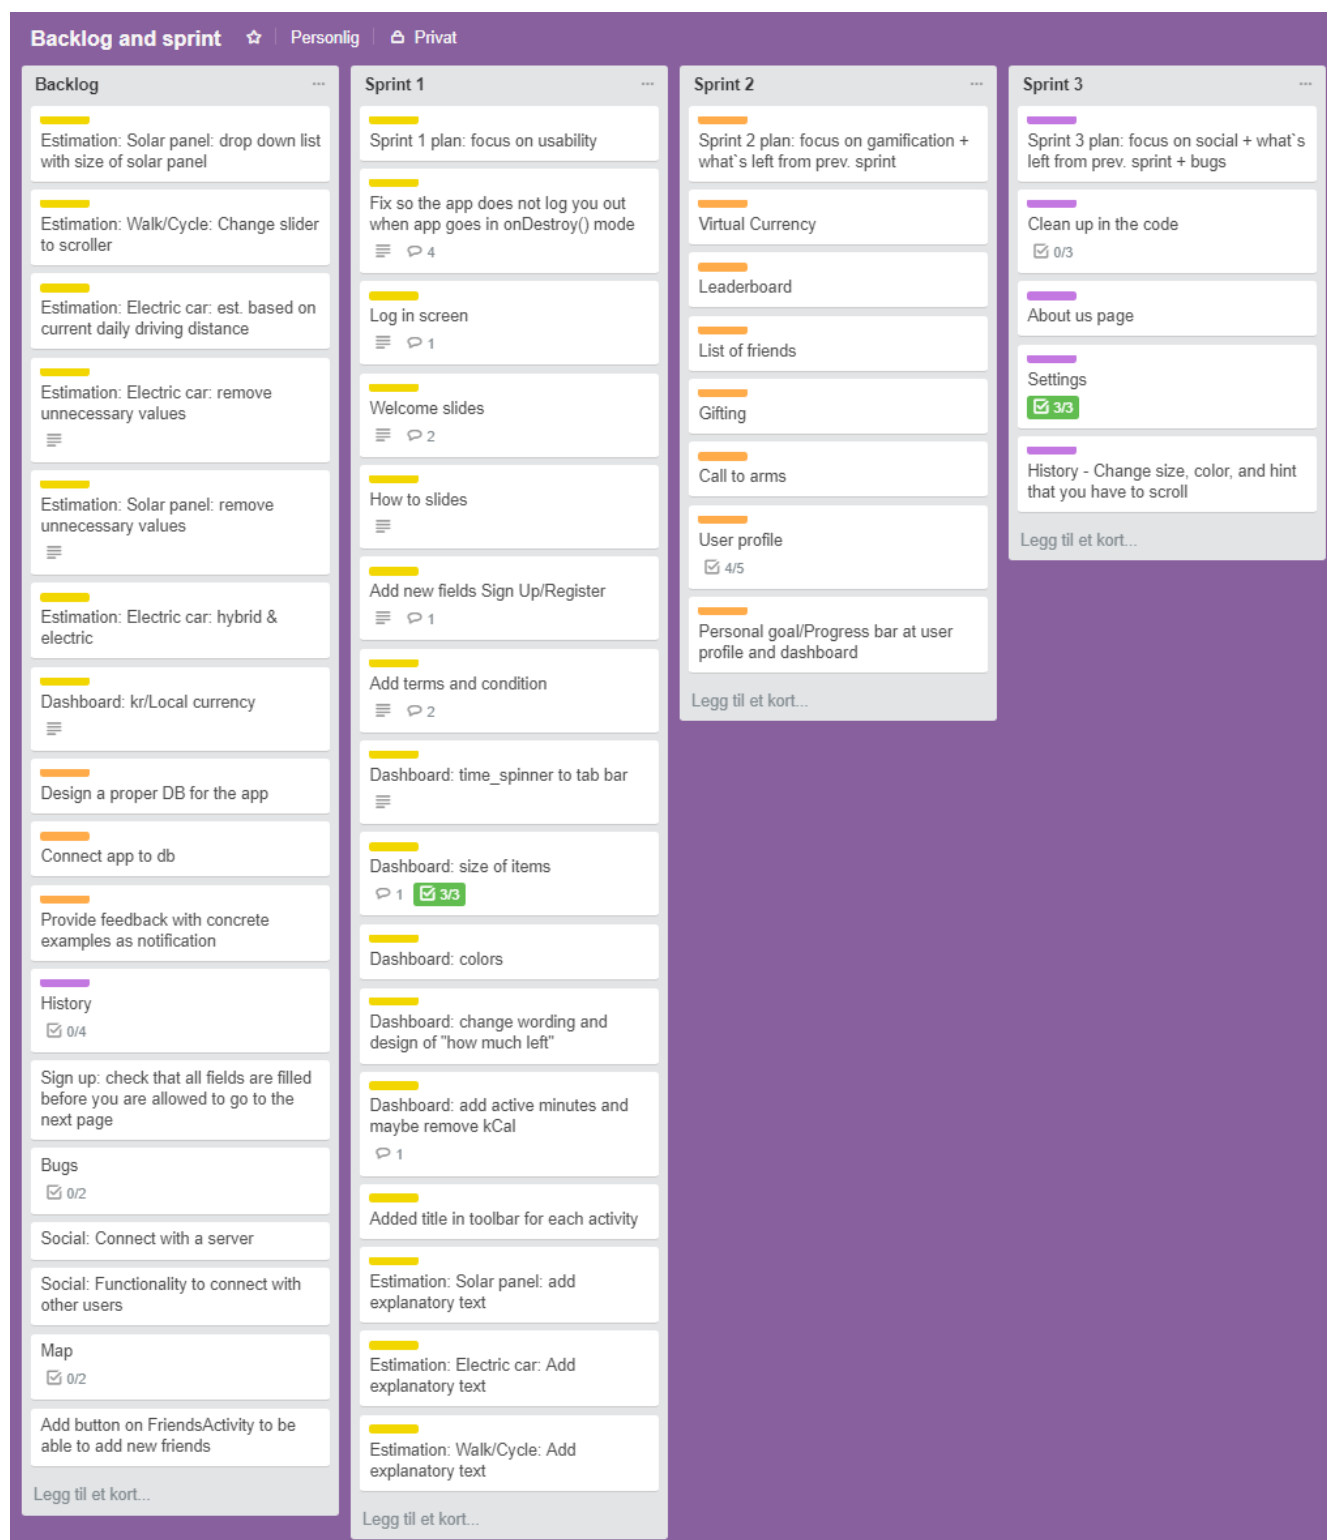 Backlog and sprint
Personlig
Privat
Backlog
Estimation: Solar panel: drop down list
with size of solar panel
Estimation: Walk/Cycle: Change slider
to scroller
Estimation: Electric car: est. based on
current daily driving distance
Estimation: Electric car: remove
unnecessary values
Estimation: Solar panel: remove
unnecessary values
Estimation: Electric car: hybrid &
electric
Dashboard: kr/Local currency
Design a proper DB for the app
Connect app to db
Provide feedback with concrete
examples as notification
History
0/4
Sign up: check that all fields are filled
before you are allowed to go to the
next page
Bugs
0/2
Social: Connect with a server
Social: Functionality to connect with
other users
Map
0/2
Add button on FriendsActivity to be
able to add new friends
Legg til et kort...
Sprint 1
Sprint 1 plan: focus on usability
Fix so the app does not log you out
when app goes in onDestroy() mode
4
Log in screen
1
Welcome slides
2
How to slides
Add new fields Sign Up/Register
1
Add terms and condition
2
Dashboard: time_spinner to tab bar
Dashboard: size of items
1 3/3
Dashboard: colors
Dashboard: change wording and
design of "how much left"
Dashboard: add active minutes and
maybe remove kCal
1
Added title in toolbar for each activity
Estimation: Solar panel: add
explanatory text
Estimation: Electric car: Add
explanatory text
Estimation: Walk/Cycle: Add
explanatory text
Legg til et kort...
Sprint 2
Sprint 2 plan: focus on gamification +
what`s left from prev. sprint
Virtual Currency
Leaderboard
List of friends
Gifting
Call to arms
User profile
4/5
Personal goal/Progress bar at user
profile and dashboard
Legg til et kort...
Sprint 3
Sprint 3 plan: focus on social + what`s
left from prev. sprint + bugs
Clean up in the code
0/3
About us page
Settings
3/3
History - Change size, color, and hint
that you have to scroll
Legg til et kort...